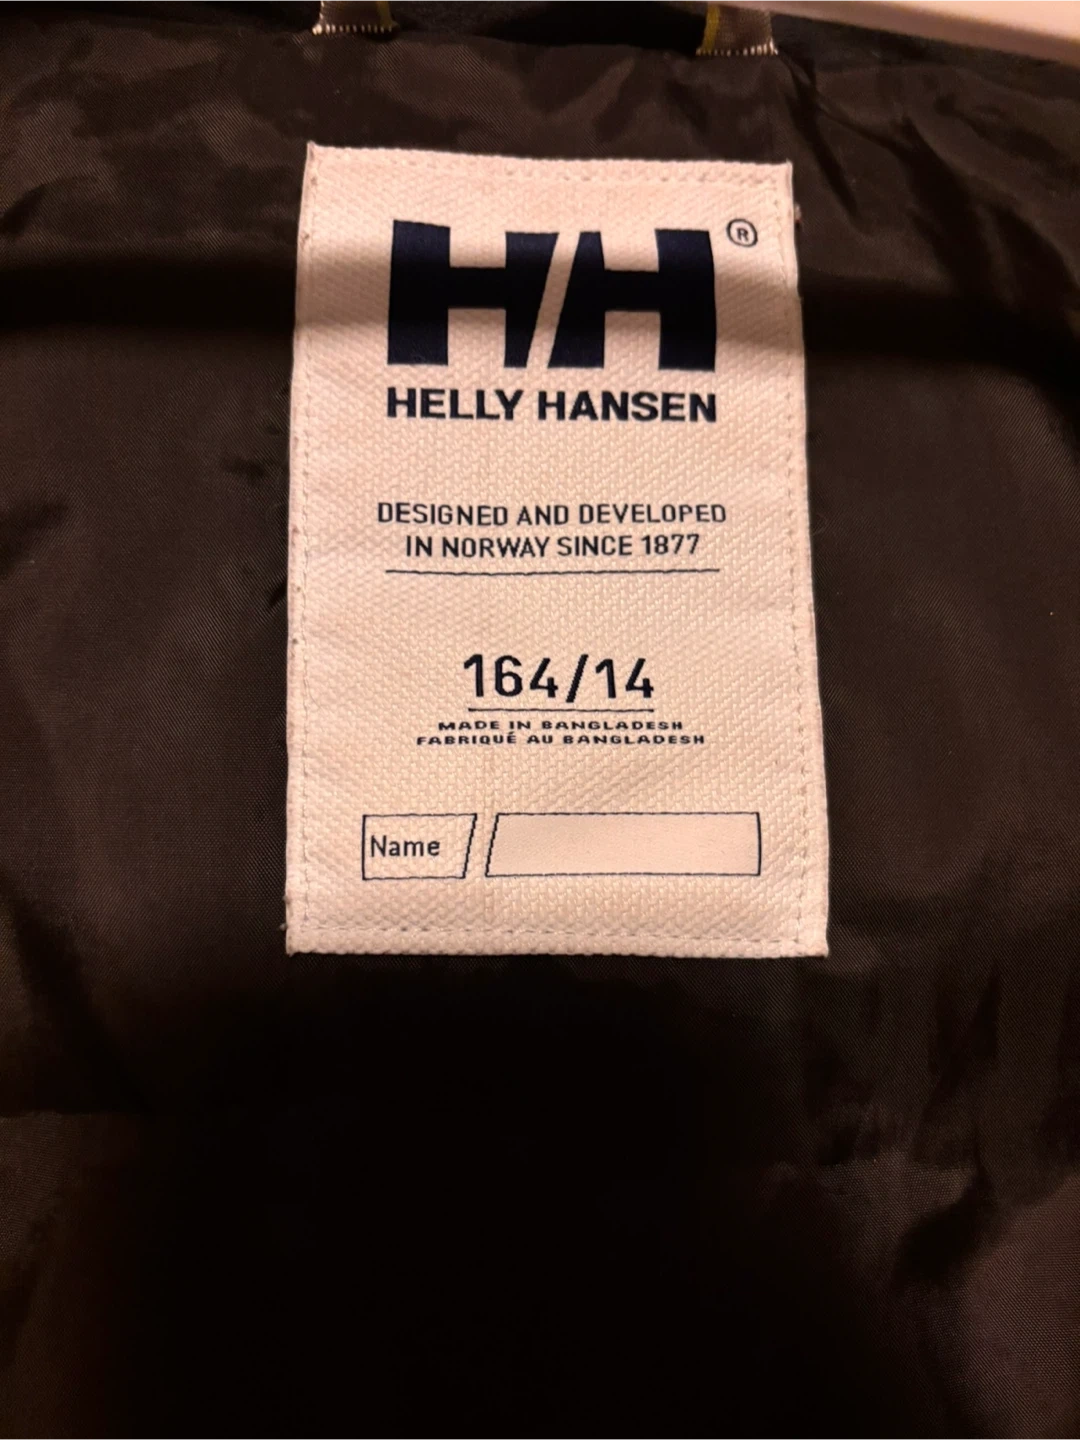 HH®
HELLY HANSEN
DESIGNED AND DEVELOPED
IN NORWAY SINCE 1877
164/14
MADE IN BANGLADESH
FABRIQUÉ AU BANGLADESH
Name